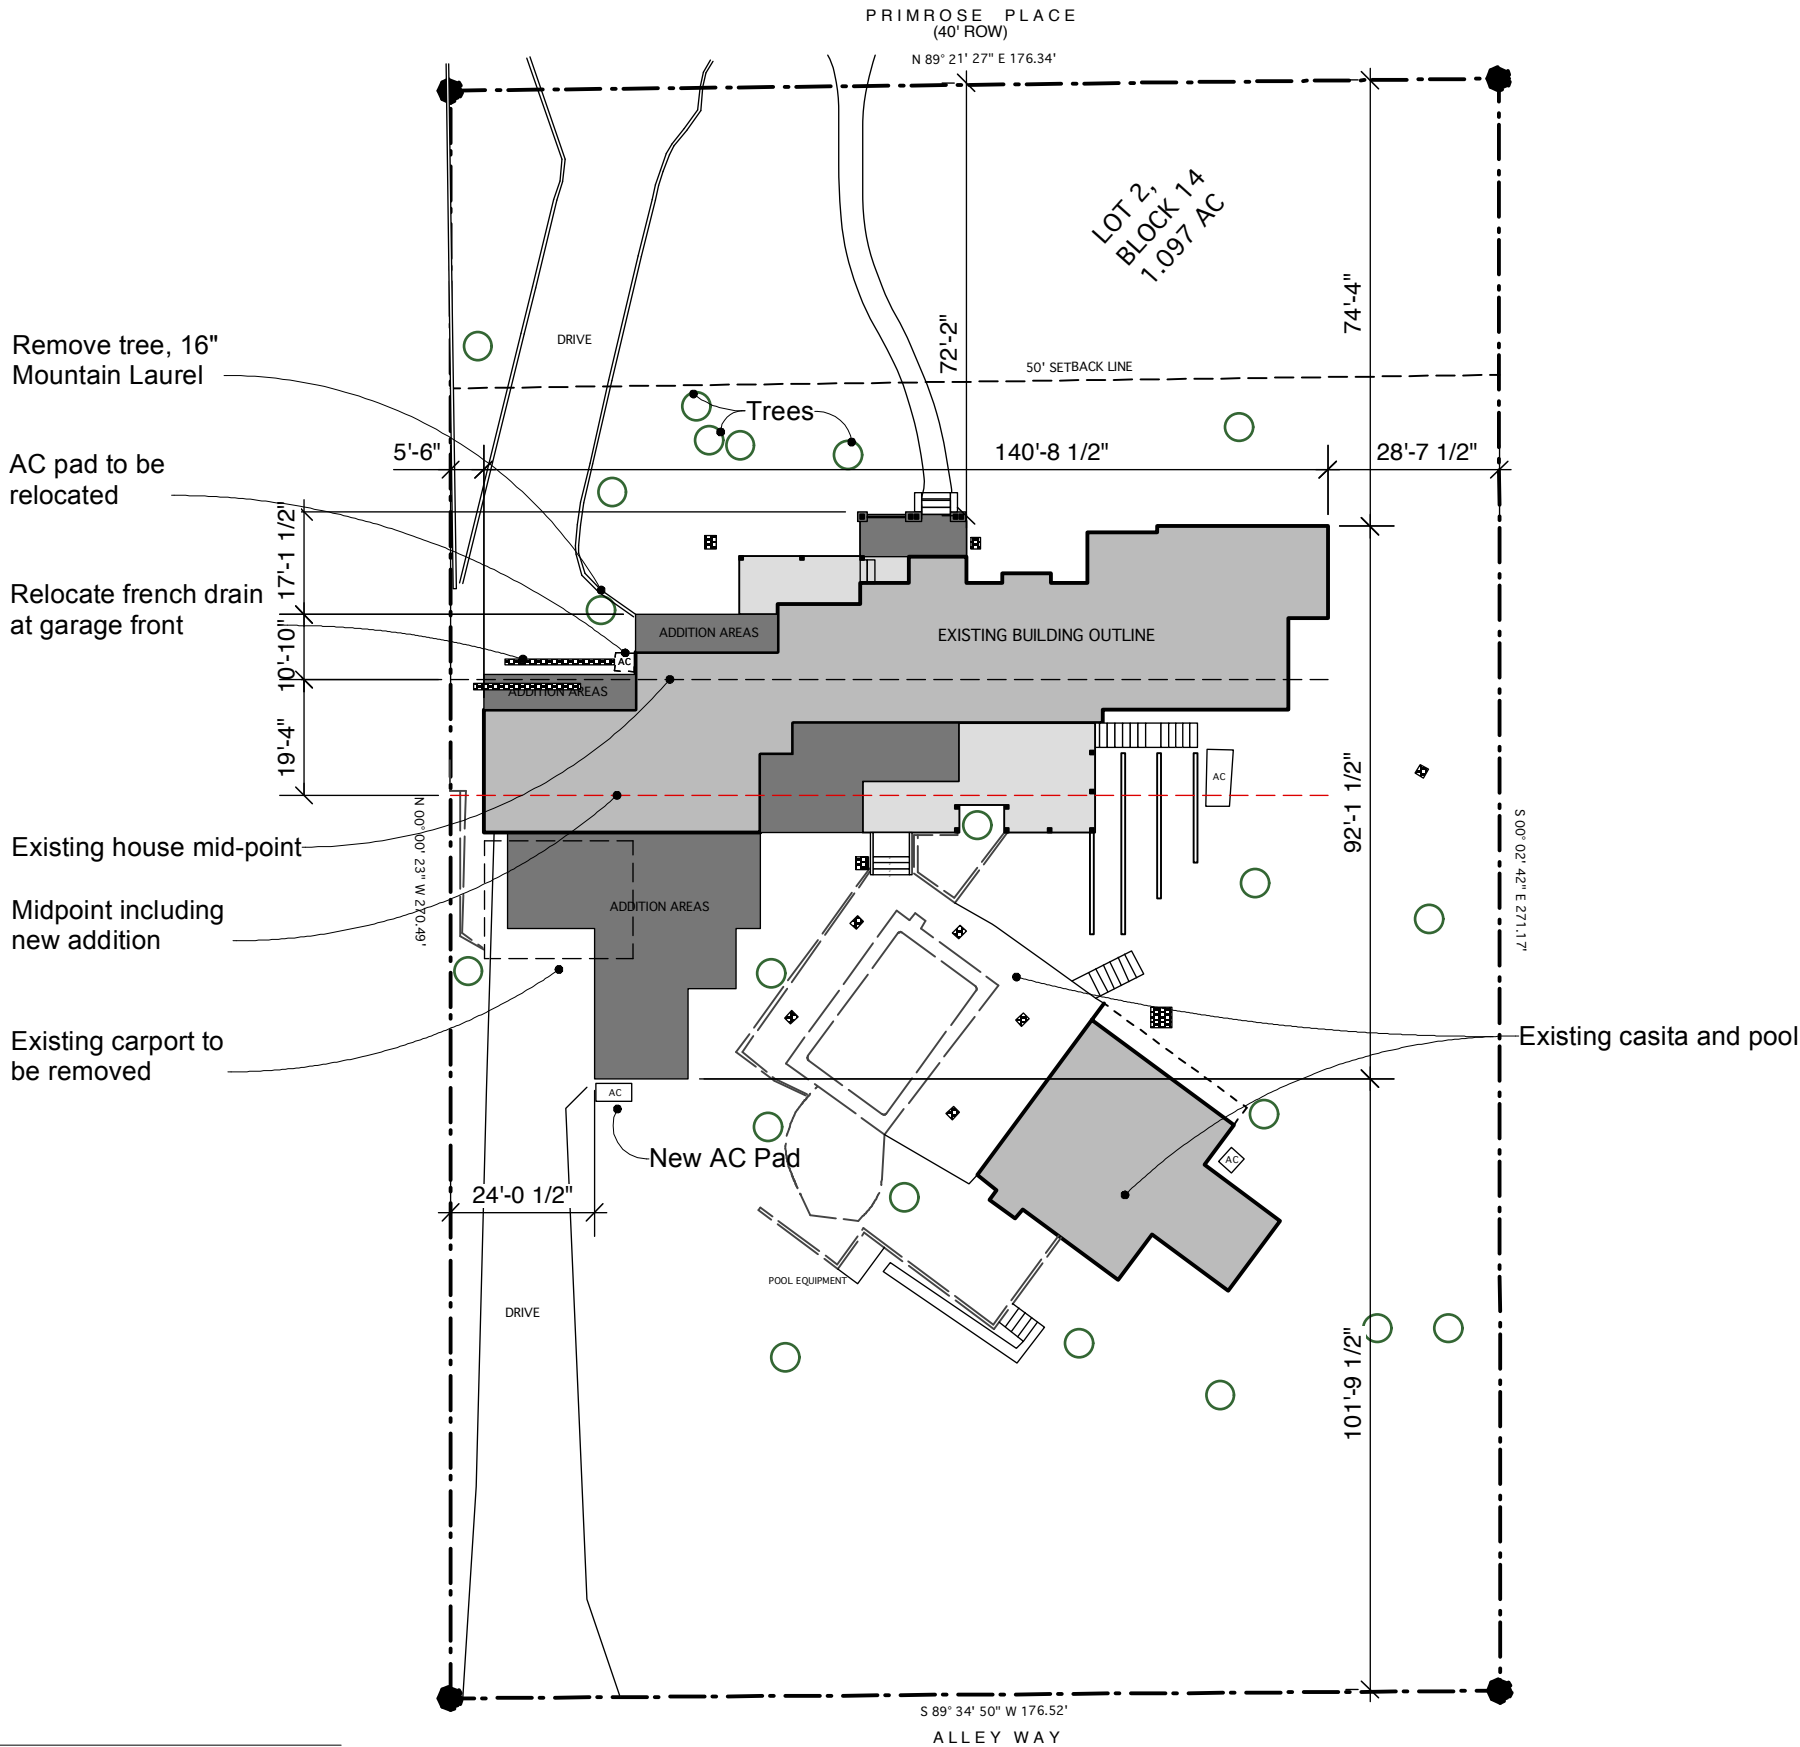 PRIMROSE PLACE
(40' ROW)
N 89° 21' 27" E 176.34'
LOT 2,
BLOCK 14
1.097 AC
74'-4"
72'-2"
DRIVE
50' SETBACK LINE
Remove tree, 16"
Mountain Laurel
Trees
5'-6"
140'-8 1/2"
28'-7 1/2"
AC pad to be
relocated
17'-1 1/2"
Relocate french drain
at garage front
ADDITION AREAS
EXISTING BUILDING OUTLINE
AC
10'-10"
ADDITION AREAS
19'-4"
AC
92'-1 1/2"
Existing house mid-point
N 00° 00' 23" W 270.49'
S 00° 02' 42" E 271.17'
Midpoint including
new addition
ADDITION AREAS
Existing carport to
be removed
Existing casita and pool
AC
New AC Pad
AC
24'-0 1/2"
POOL EQUIPMENT
DRIVE
101'-9 1/2"
S 89° 34' 50" W 176.52'
ALLEY WAY